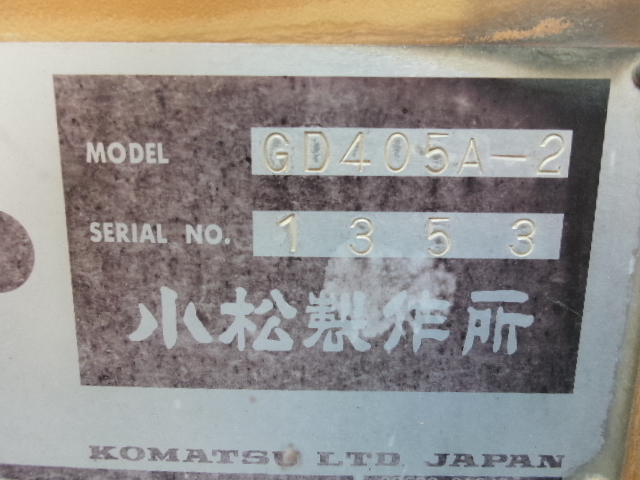 MODEL GD405A-2
SERIAL NO. 1353
小松製作所
KOMATSU LTD JAPAN